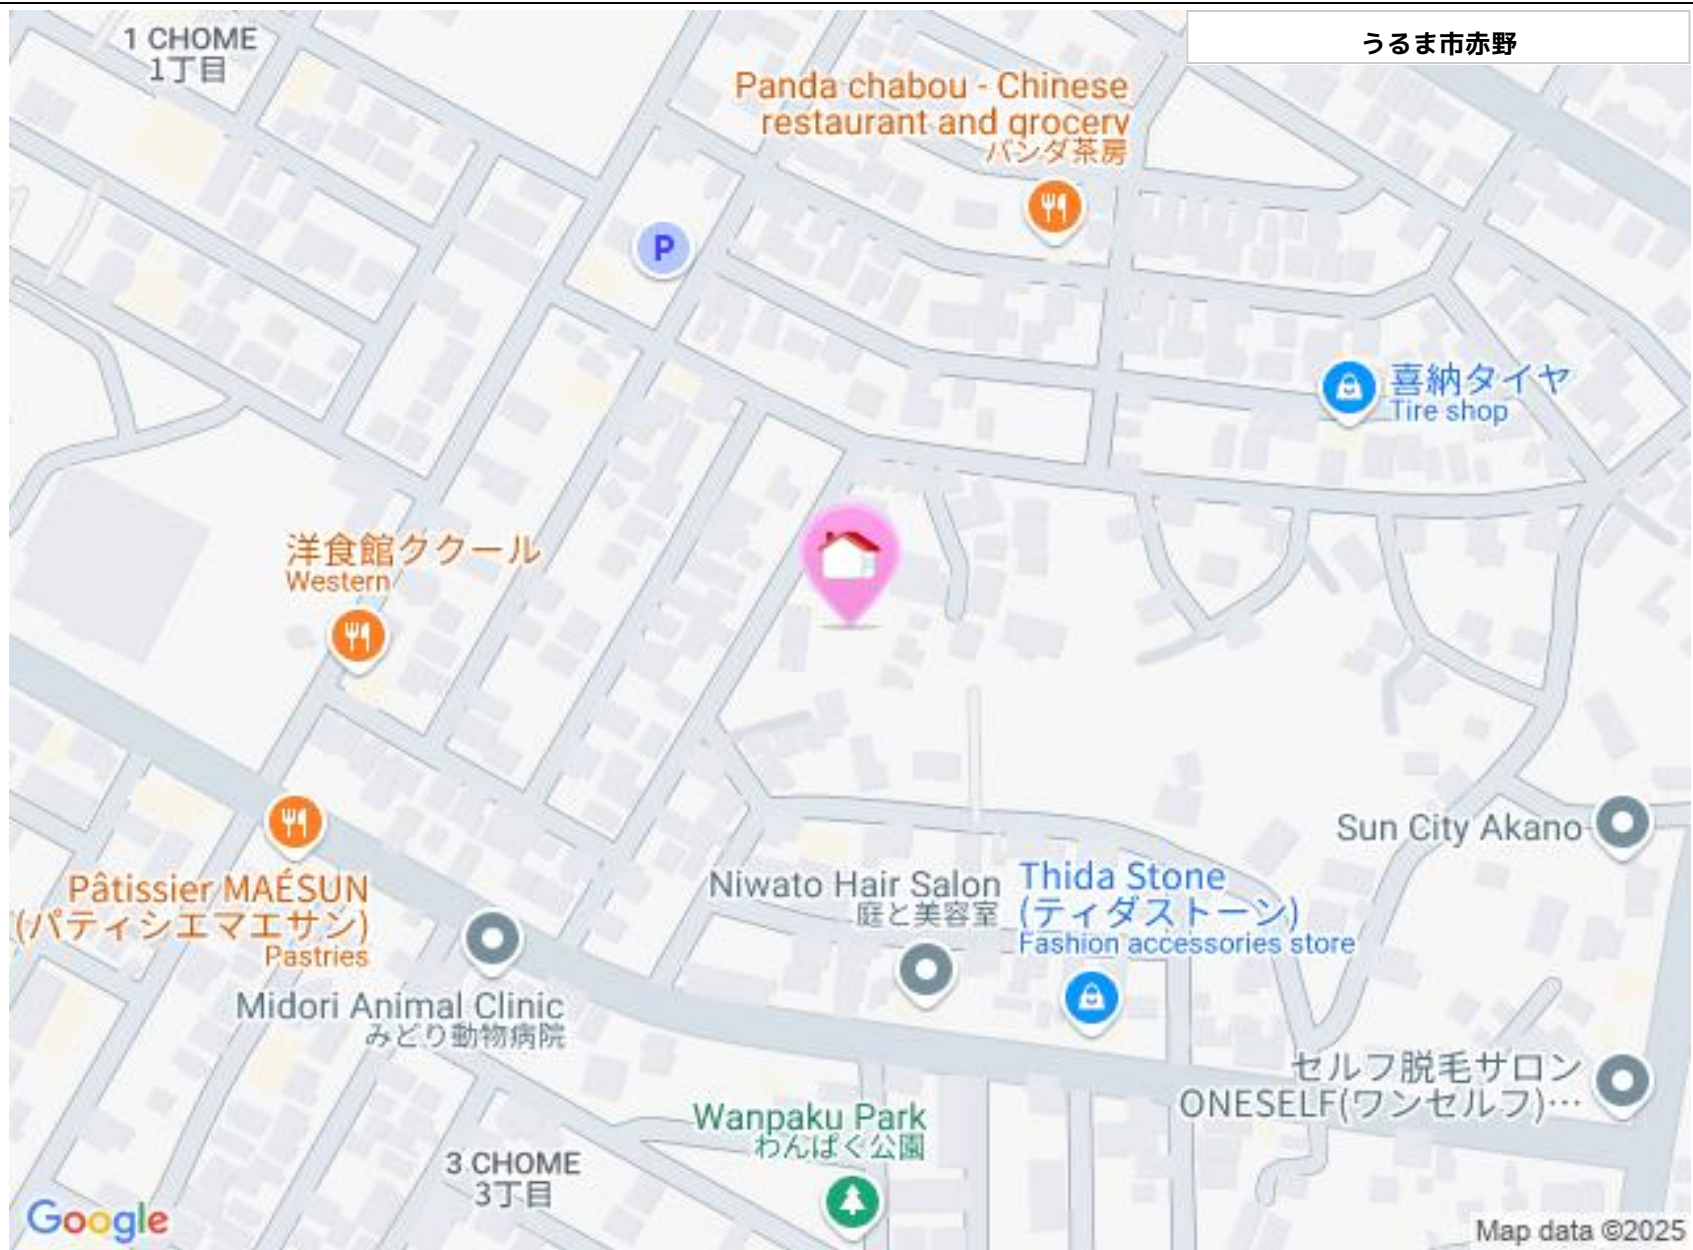 うるま市赤野
1 CHOME
1丁目
Panda chabou - Chinese
restaurant and grocery
パンダ茶房
P
喜納タイヤ
Tire shop
洋食館ククール
Western
Sun City Akano
Pâtissier MAÉSUN
(パティシエマエサン)
Pastries
Niwato Hair Salon
庭と美容室
Thida Stone
(ティダストーン)
Fashion accessories store
Midori Animal Clinic
みどり動物病院
セルフ脱毛サロン
ONESELF(ワンセルフ)…
Wanpaku Park
わんぱく公園
3 CHOME
3丁目
Google
Map data ©2025